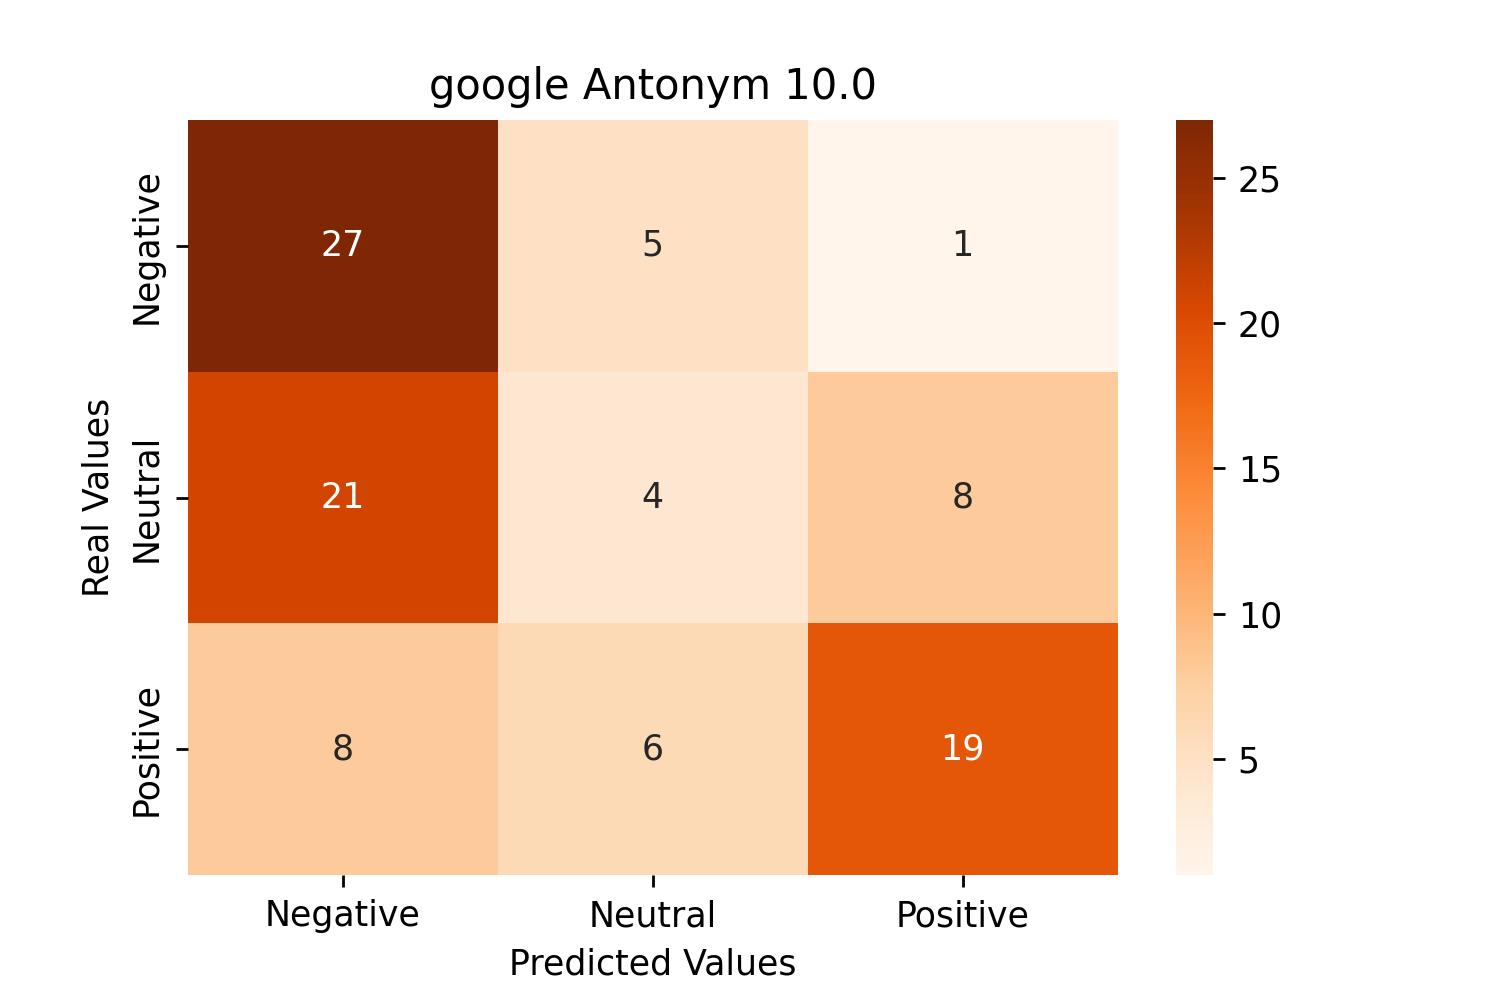 google Antonym 10.0
Real Values
Negative
27 5 1
Neutral
21 4 8
Positive
8 6 19
Negative Neutral Positive
Predicted Values
25
20
15
10
5